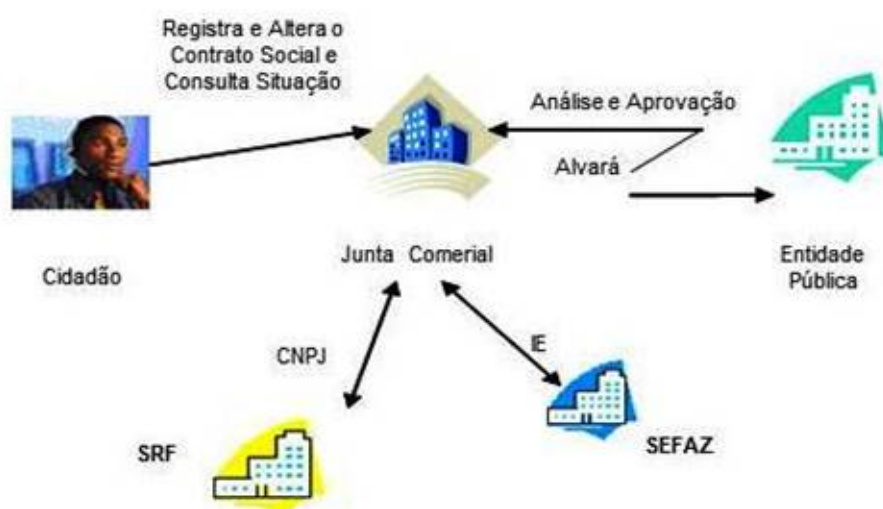 Registra e Altera o
Contrato Social e
Consulta Situação
Análise e Aprovação
Alvará
Cidadão
Junta Comerial
Entidade
Pública
CNPJ
IE
SRF
SEFAZ